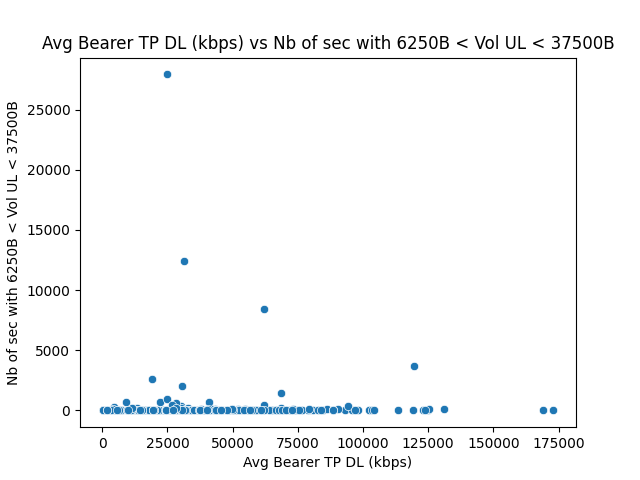 Avg Bearer TP DL (kbps) vs Nb of sec with 6250B < Vol UL < 37500B
Nb of sec with 6250B < Vol UL < 37500B
25000
20000
15000
10000
5000
0
0 25000 50000 75000 100000 125000 150000 175000
Avg Bearer TP DL (kbps)